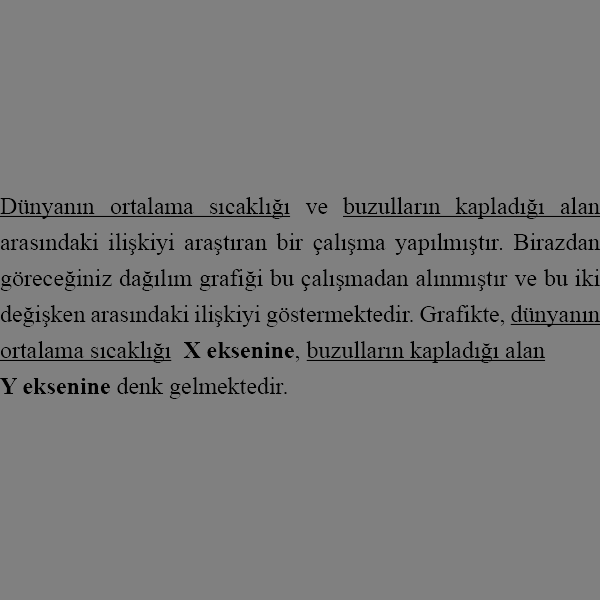 Dünyanın ortalama sıcaklığı ve buzulların kapladığı alan
arasındaki ilişkiyi araştıran bir çalışma yapılmıştır. Birazdan
göreceğiniz dağılım grafiği bu çalışmadan alınmıştır ve bu iki
değişken arasındaki ilişkiyi göstermektedir. Grafikte, dünyanın
ortalama sıcaklığı X eksenine, buzulların kapladığı alan
Y eksenine denk gelmektedir.